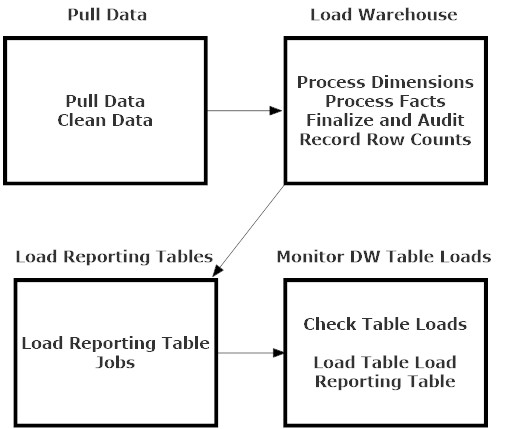 Pull Data
Load Warehouse
Pull Data
Clean Data
Process Dimensions
Process Facts
Finalize and Audit
Record Row Counts
Load Reporting Tables
Monitor DW Table Loads
Load Reporting Table
Jobs
Check Table Loads
Load Table Load
Reporting Table